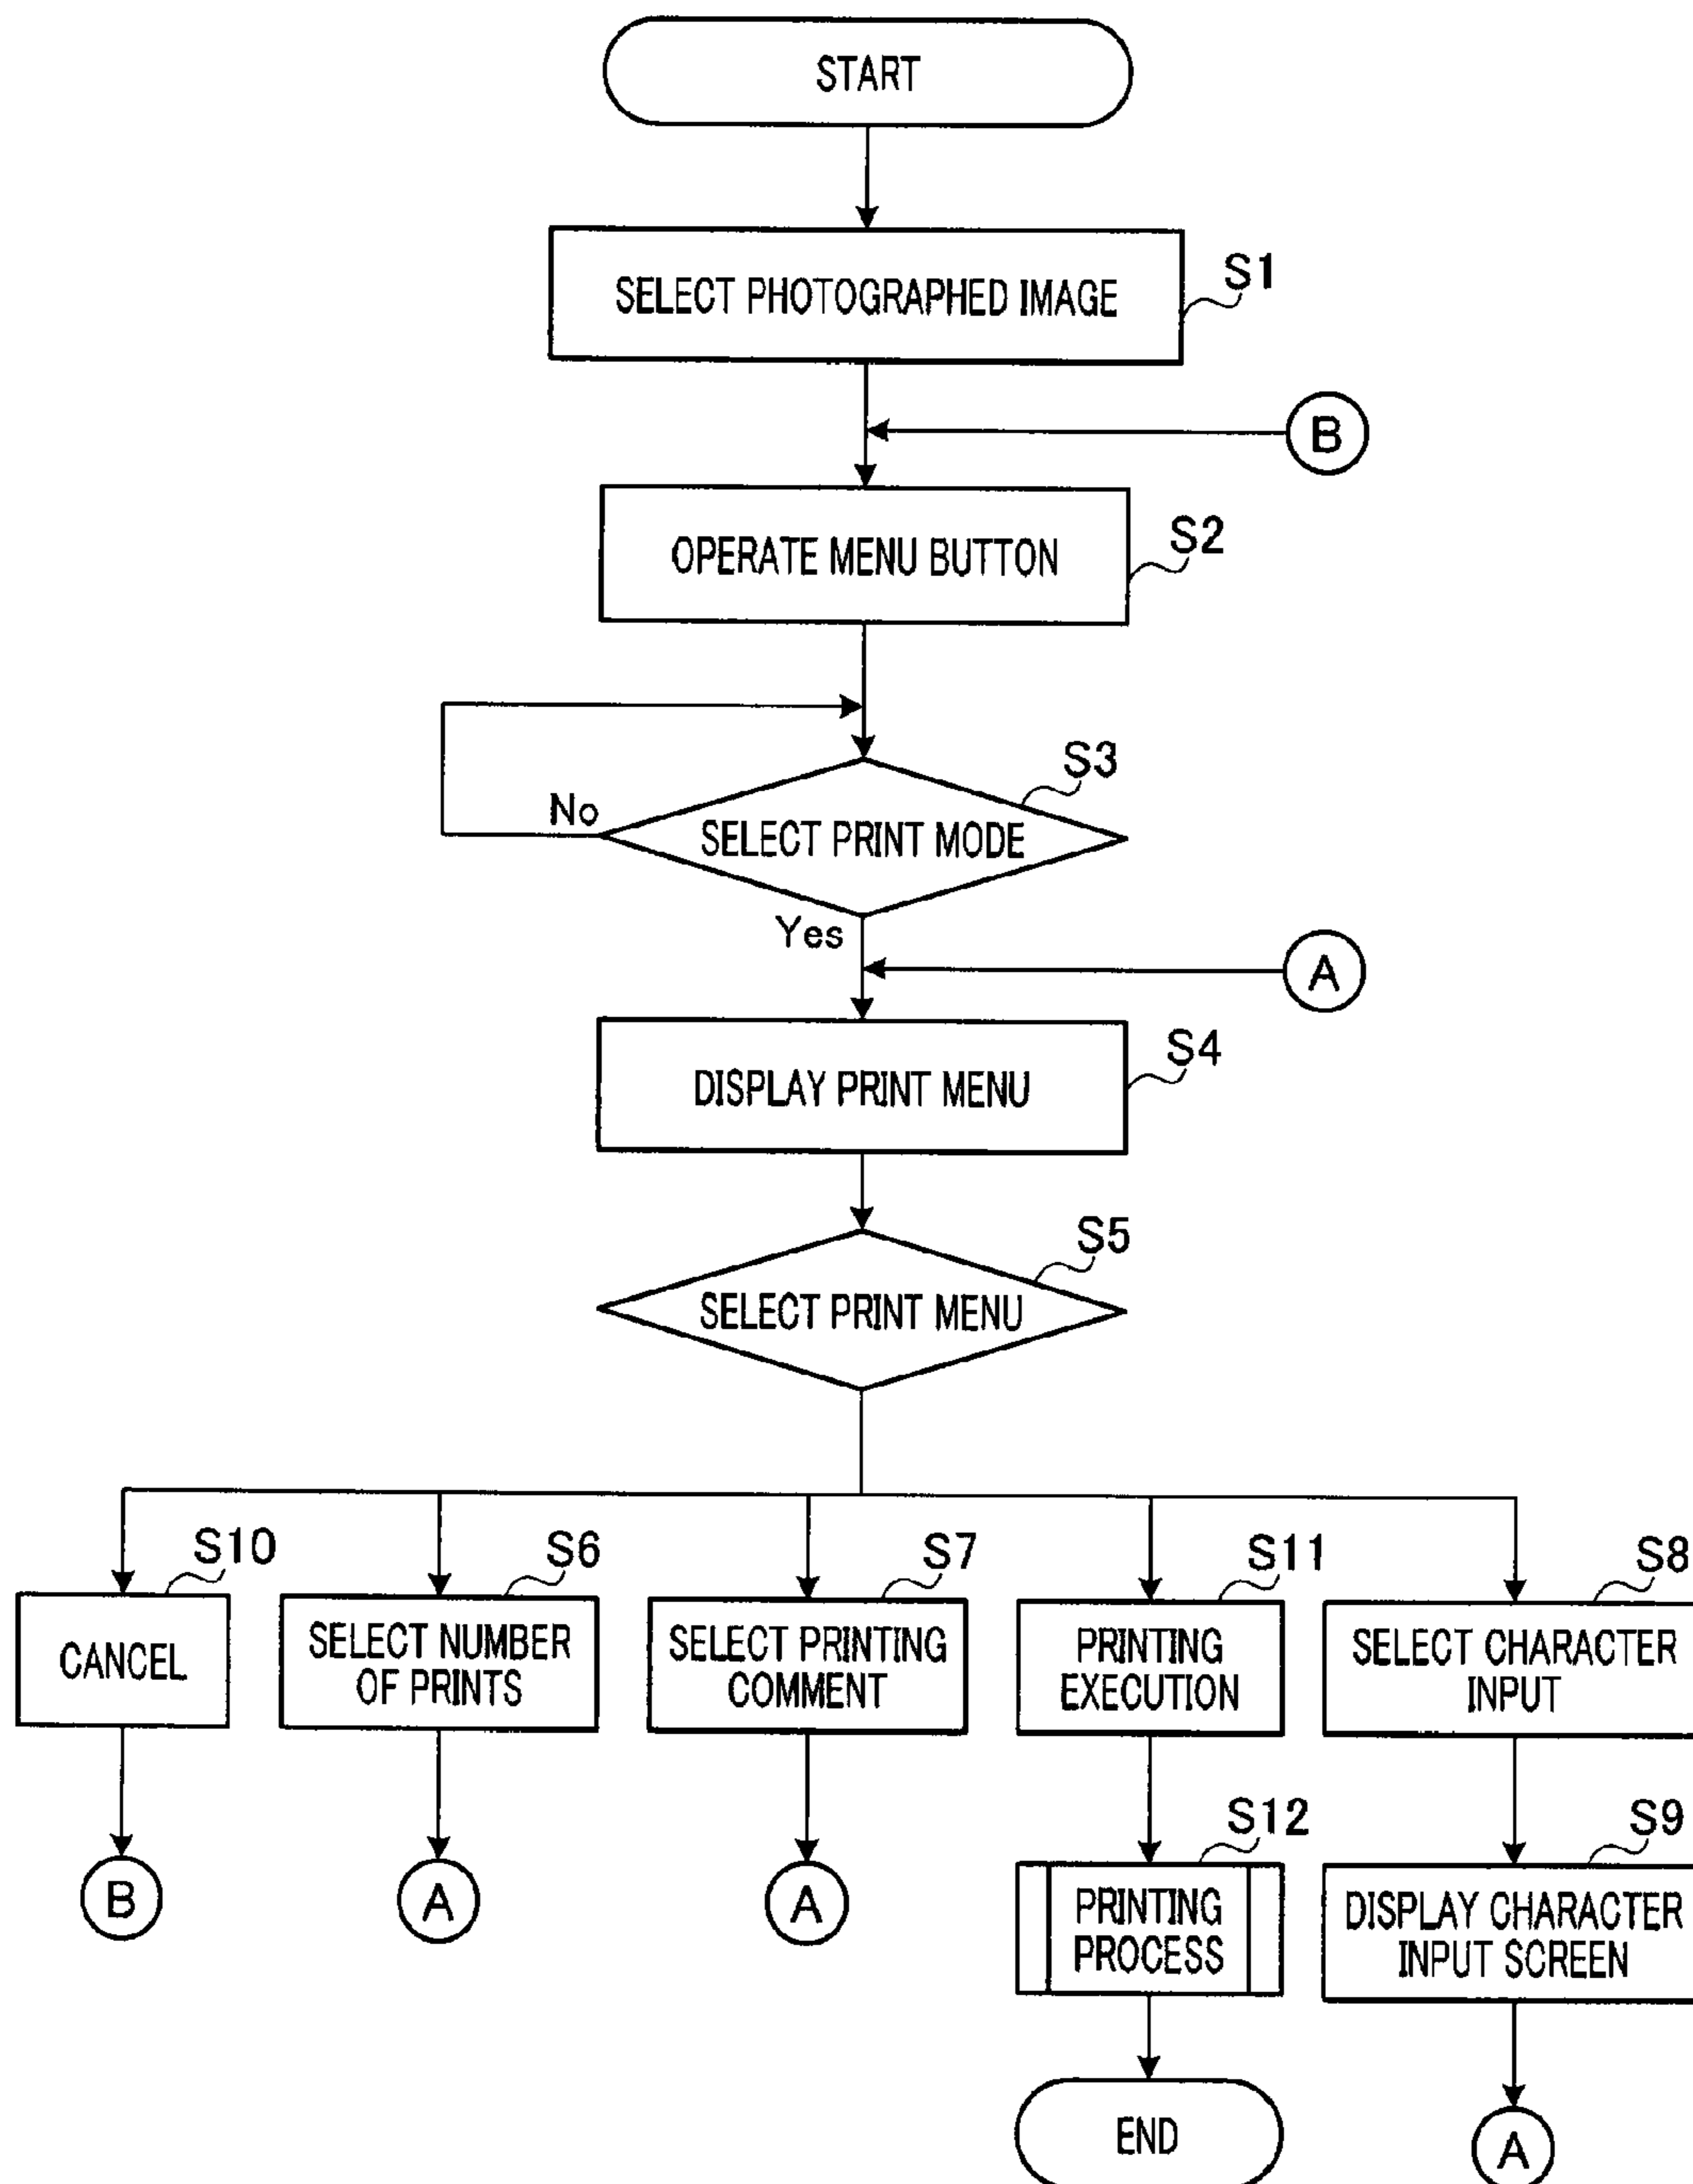 START
SELECT PHOTOGRAPHED IMAGE
S1
B
OPERATE MENU BUTTON
S2
S3
No
SELECT PRINT MODE
Yes
A
S4
DISPLAY PRINT MENU
S5
SELECT PRINT MENU
S10
CANCEL
B
S6
SELECT NUMBER
OF PRINTS
A
S7
SELECT PRINTING
COMMENT
A
S11
PRINTING
EXECUTION
S12
PRINTING
PROCESS
END
S8
SELECT CHARACTER
INPUT
S9
DISPLAY CHARACTER
INPUT SCREEN
A